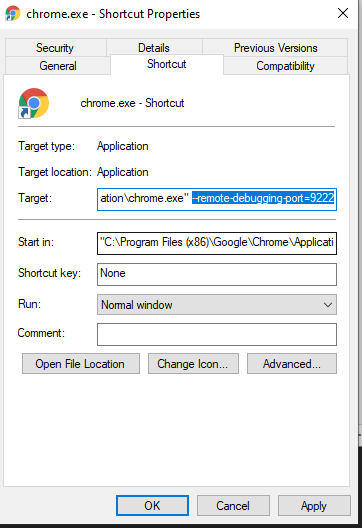 chrome.exe - Shortcut Properties
Security Details Previous Versions
General Shortcut Compatibility
chrome.exe - Shortcut
Target type: Application
Target location: Application
Target: ation\chrome.exe" --remote-debugging-port=9222
Start in: "C:\Program Files (x86)\Google\Chrome\Applicati
Shortcut key: None
Run: Normal window
Comment:
Open File Location Change Icon... Advanced...
OK Cancel Apply